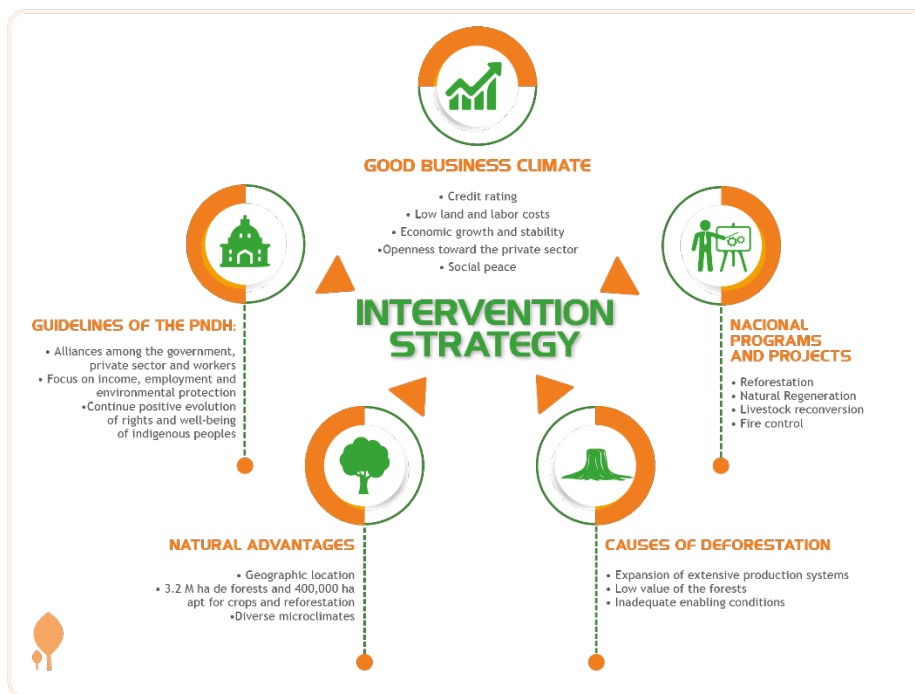 GOOD BUSINESS CLIMATE
• Credit rating
• Low land and labor costs
• Economic growth and stability
•Openness toward the private sector
• Social peace
INTERVENTION
STRATEGY
GUIDELINES OF THE PNDH:
• Alliances among the government,
private sector and workers
• Focus on income, employment and
environmental protection
•Continue positive evolution
of rights and well-being
of indigenous peoples
NACIONAL
PROGRAMS
AND PROJECTS
• Reforestation
• Natural Regeneration
• Livestock reconversion
• Fire control
NATURAL ADVANTAGES
• Geographic location
• 3.2 M ha de forests and 400,000 ha
apt for crops and reforestation
•Diverse microclimates
CAUSES OF DEFORESTATION
• Expansion of extensive production systems
• Low value of the forests
• Inadequate enabling conditions